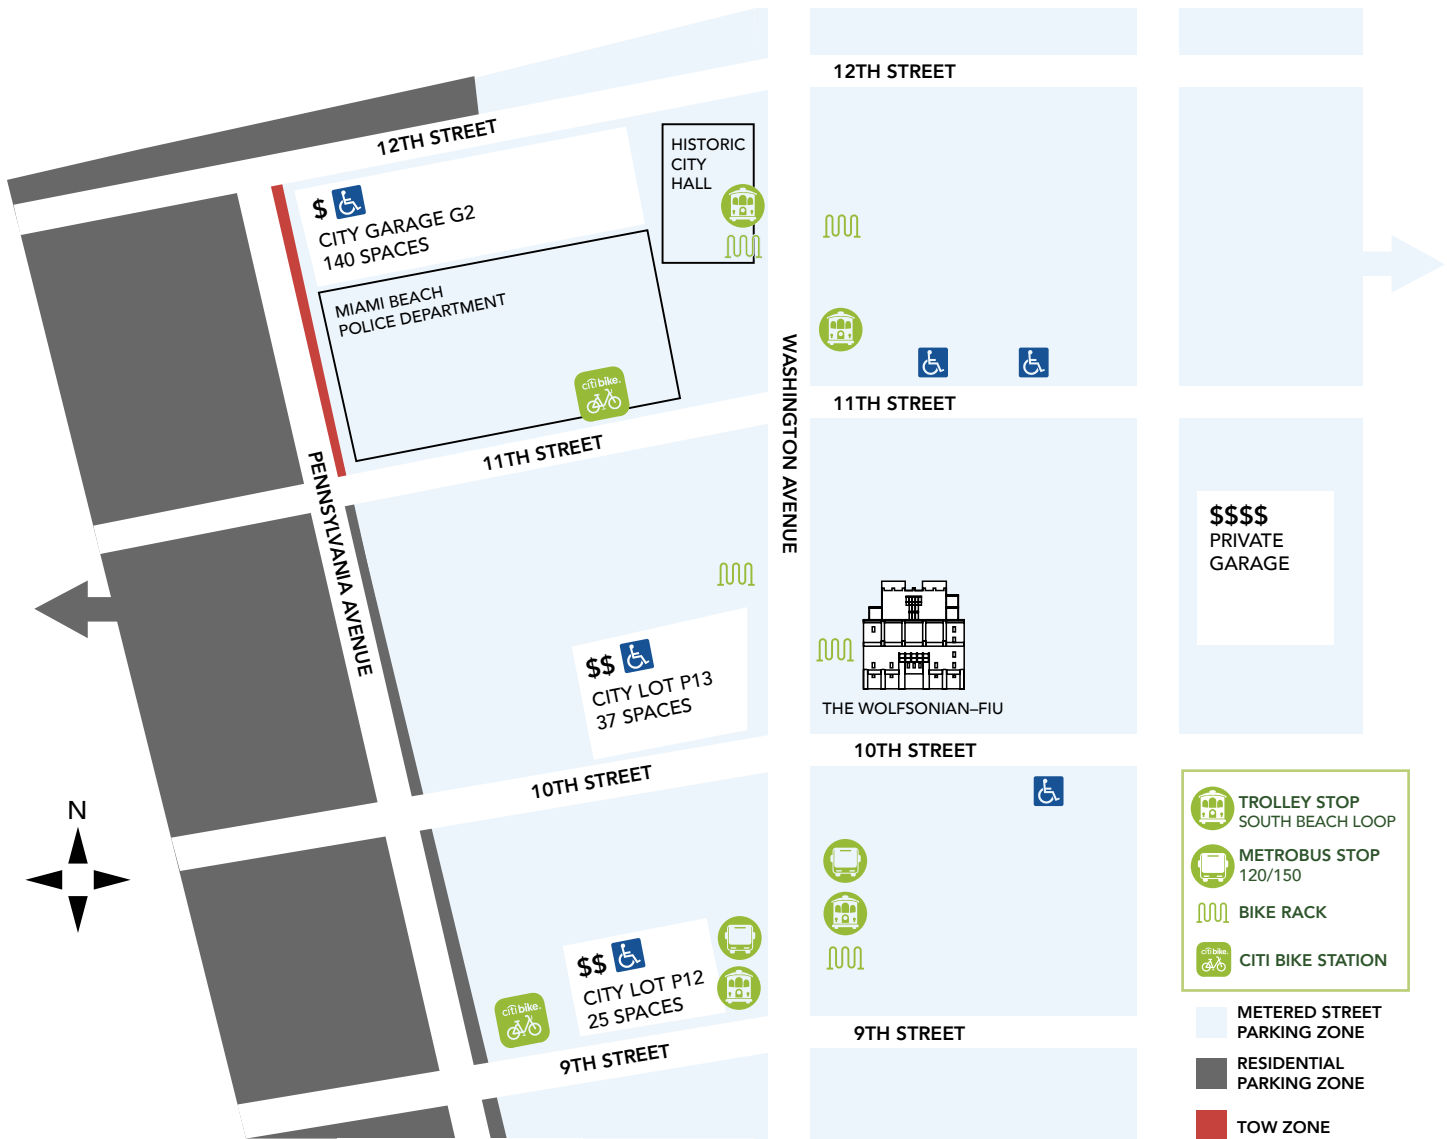 12TH STREET
12TH STREET
HISTORIC
CITY
HALL
$
CITY GARAGE G2
140 SPACES
MIAMI BEACH
POLICE DEPARTMENT
citi bike.
11TH STREET
11TH STREET
WASHINGTON AVENUE
PENNSYLVANIA AVENUE
$$$$
PRIVATE
GARAGE
$$
CITY LOT P13
37 SPACES
THE WOLFSONIAN–FIU
10TH STREET
10TH STREET
N
$$
CITY LOT P12
25 SPACES
citi bike.
9TH STREET
9TH STREET
TROLLEY STOP
SOUTH BEACH LOOP
METROBUS STOP
120/150
BIKE RACK
citi bike.
CITI BIKE STATION
METERED STREET
PARKING ZONE
RESIDENTIAL
PARKING ZONE
TOW ZONE